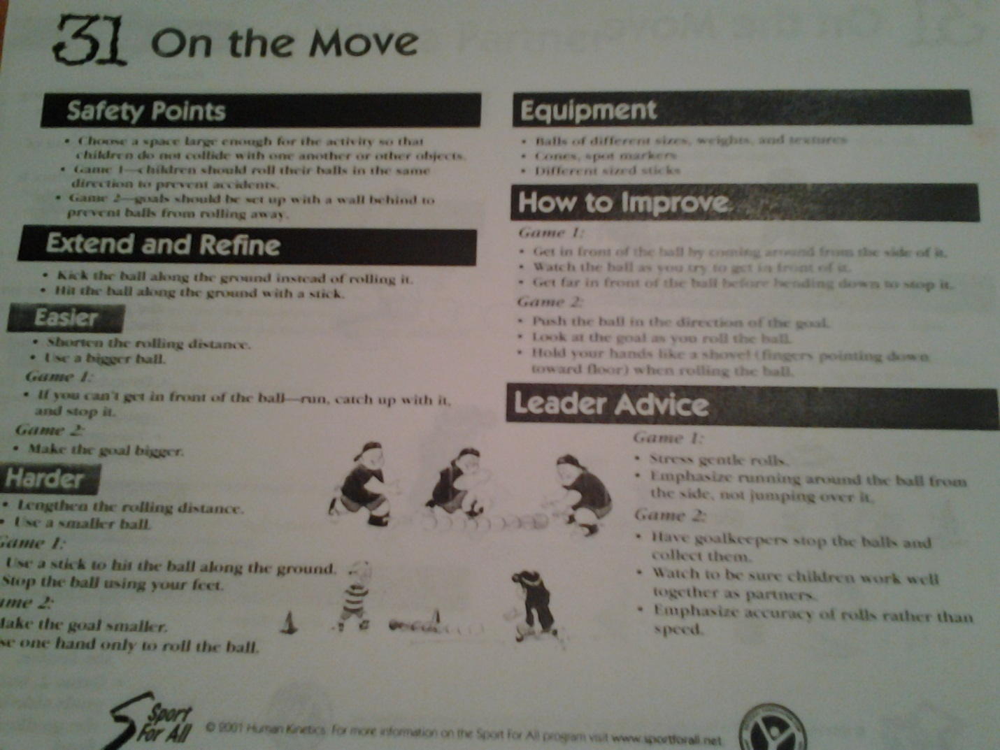 31 On the Move
Safety Points
• Choose a space large enough for the activity so that
children do not collide with one another or other objects.
• Game 1—children should roll their balls in the same
direction to prevent accidents.
• Game 2—goals should be set up with a wall behind to
prevent balls from rolling away.
Extend and Refine
• Kick the ball along the ground instead of rolling it.
• Hit the ball along the ground with a stick.
Easier
• Shorten the rolling distance.
• Use a bigger ball.
Game 1:
• If you can't get in front of the ball—run, catch up with it,
and stop it.
Game 2:
• Make the goal bigger.
Harder
• Lengthen the rolling distance.
• Use a smaller ball.
Game 1:
Use a stick to hit the ball along the ground.
Stop the ball using your feet.
ame 2:
Make the goal smaller.
se one hand only to roll the ball.
Equipment
• Balls of different sizes, weights, and textures
• Cones, spot markers
• Different sized sticks
How to Improve
Game 1:
• Get in front of the ball by coming around from the side of it.
• Watch the ball as you try to get in front of it.
• Get far in front of the ball before bending down to stop it.
Game 2:
• Push the ball in the direction of the goal.
• Look at the goal as you roll the ball.
• Hold your hands like a shovel (fingers pointing down
toward floor) when rolling the ball.
Leader Advice
Game 1:
• Stress gentle rolls.
• Emphasize running around the ball from
the side, not jumping over it.
Game 2:
• Have goalkeepers stop the balls and
collect them.
• Watch to be sure children work well
together as partners.
• Emphasize accuracy of rolls rather than
speed.
Sport
For All
© 2001 Human Kinetics. For more information on the Sport For All program visit www.sportforall.net